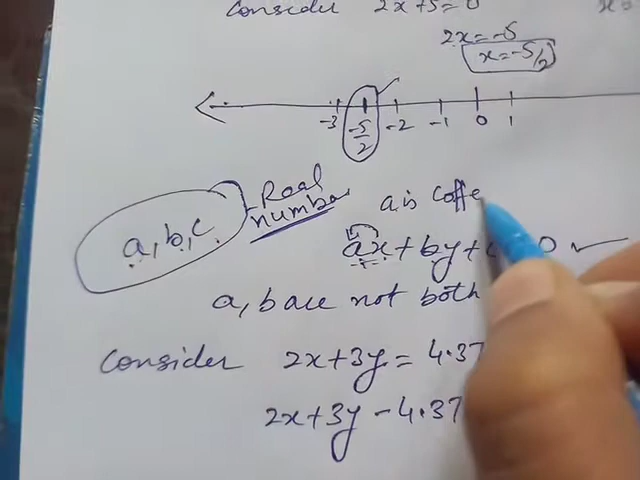 Consider 2x+5=0
2x=-5
x=-5/2
-3 -5/2 -2 -1 0 1
Real
number
a is coffe
a,b,c
ax+by+
0
a,b are not both
Consider 2x+3y=4.37
2x+3y-4.37